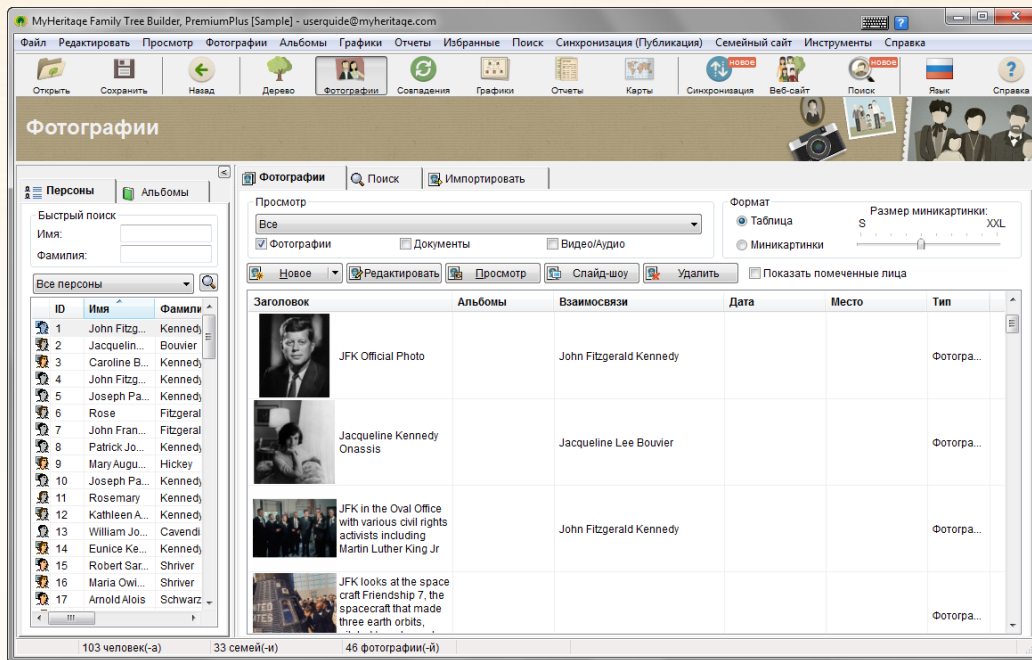 MyHeritage Family Tree Builder, PremiumPlus [Sample] - userguide@myheritage.com
Файл Редактировать Просмотр Фотографии Альбомы Графики Отчеты Избранные Поиск Синхронизация (Публикация) Семейный сайт Инструменты Справка
НОВОЕ НОВОЕ
Открыть Сохранить Назад Дерево Фотографии Совпадения Графики Отчеты Карты Синхронизация Веб-сайт Поиск Язык Справка
Фотографии
Персоны Альбомы
Быстрый поиск
Имя:
Фамилия:
Все персоны
ID Имя Фамили
1 John Fitzg... Kennedy
2 Jacquelin... Bouvier
3 Caroline B... Kennedy
4 John Fitzg... Kennedy
5 Joseph Pa... Kennedy
6 Rose Fitzgeral
7 John Fran... Fitzgeral
8 Patrick Jo... Kennedy
9 Mary Augu... Hickey
10 Joseph Pa... Kennedy
11 Rosemary Kennedy
12 Kathleen A... Kennedy
13 William Jo... Cavendi
14 Eunice Ke... Kennedy
15 Robert Sar... Shriver
16 Maria Owi... Shriver
17 Arnold Alois Schwarz
Фотографии Поиск Импортировать
Просмотр
Все
Фотографии Документы Видео/Аудио
Формат
Таблица
Миникартинки
Размер миникартинки:
S XXL
Новое Редактировать Просмотр Слайд-шоу Удалить Показать помеченные лица
Заголовок Альбомы Взаимосвязи Дата Место Тип
JFK Official Photo John Fitzgerald Kennedy Фотогра...
Jacqueline Kennedy
Onassis
Jacqueline Lee Bouvier Фотогра...
JFK in the Oval Office
with various civil rights
activists including
Martin Luther King Jr
John Fitzgerald Kennedy Фотогра...
JFK looks at the space
craft Friendship 7, the
spacecraft that made
three earth orbits,
Фотогра...
103 человек(-а) 33 семей(-и) 46 фотографии(-й)